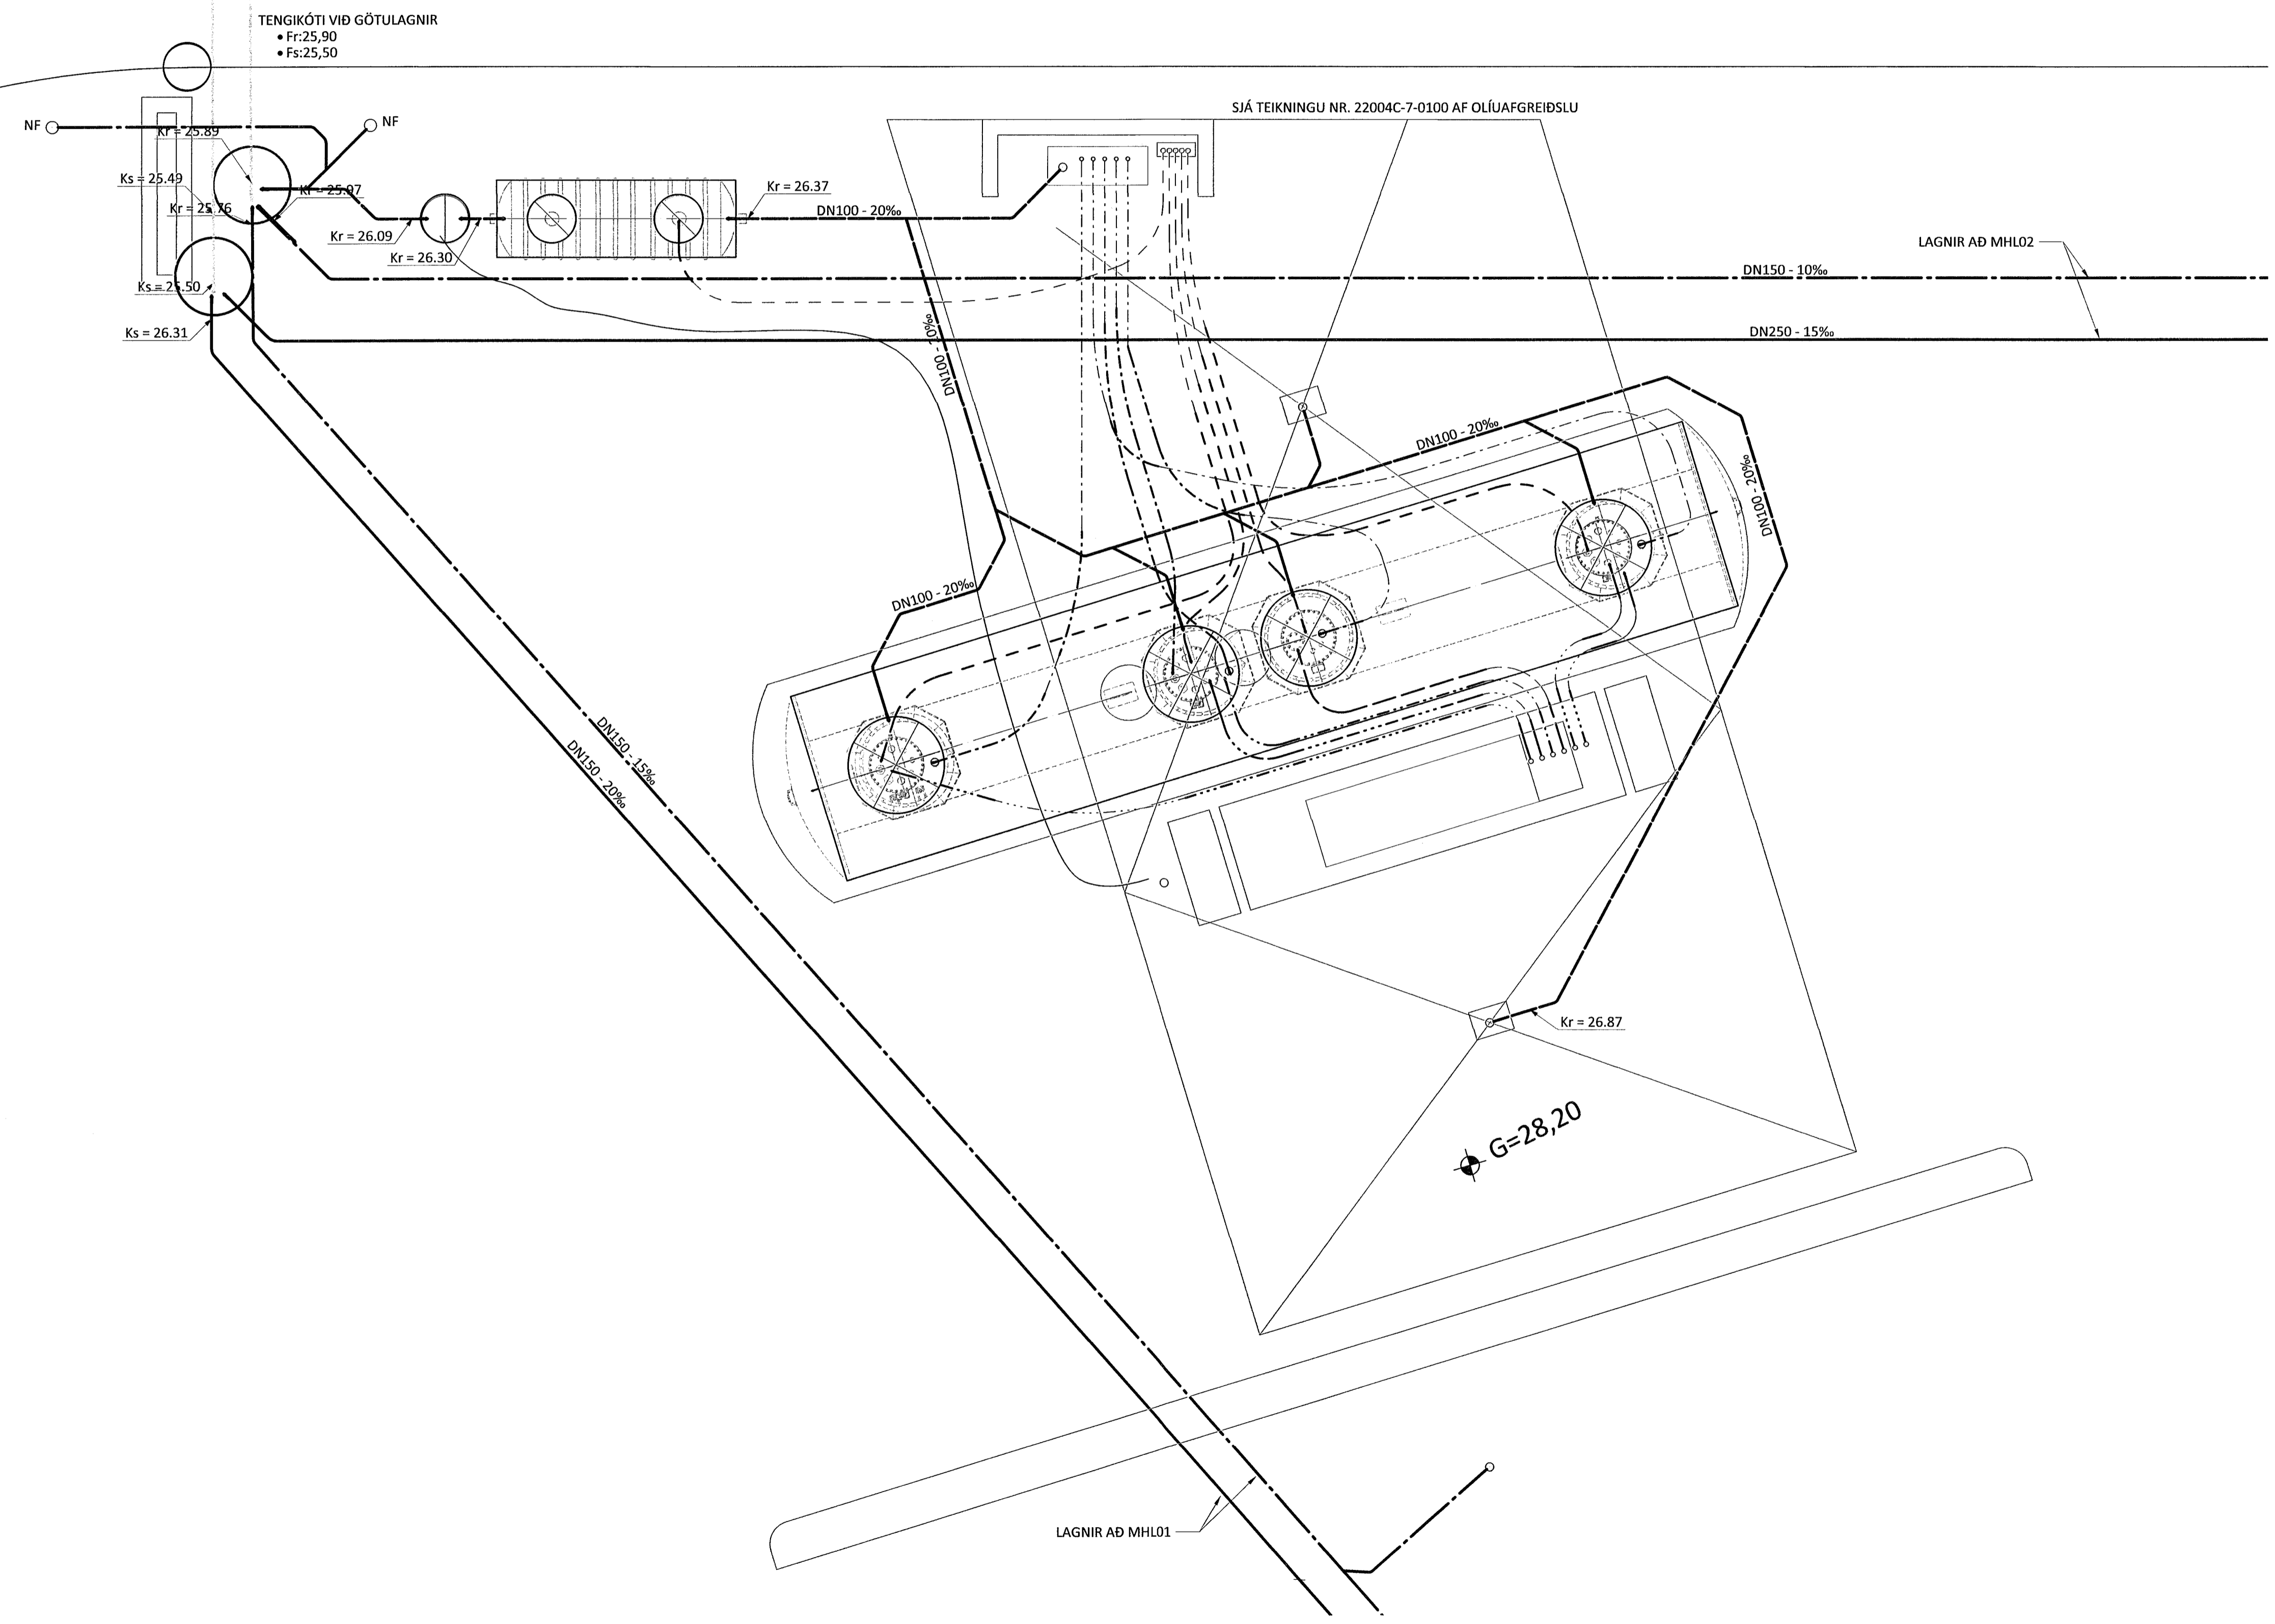 TENGIKÓTI VIÐ GÖTULAGNIR
• Fr:25,90
• Fs:25,50
SJÁ TEIKNINGU NR. 22004C-7-0100 AF OLÍUAFGREIÐSLU
NF
NF
Kr = 25.89
Ks = 25.49
Kr = 25.97
Kr = 25.76
Kr = 26.37
DN100 - 20‰
Kr = 26.09
Kr = 26.30
LAGNIR AÐ MHL02
DN150 - 10‰
Ks = 25.50
Ks = 26.31
DN250 - 15‰
DN100 - 20‰
DN100 - 20‰
DN100 - 20‰
DN100 - 20‰
DN150 - 15‰
DN150 - 20‰
Kr = 26.87
G=28,20
LAGNIR AÐ MHL01